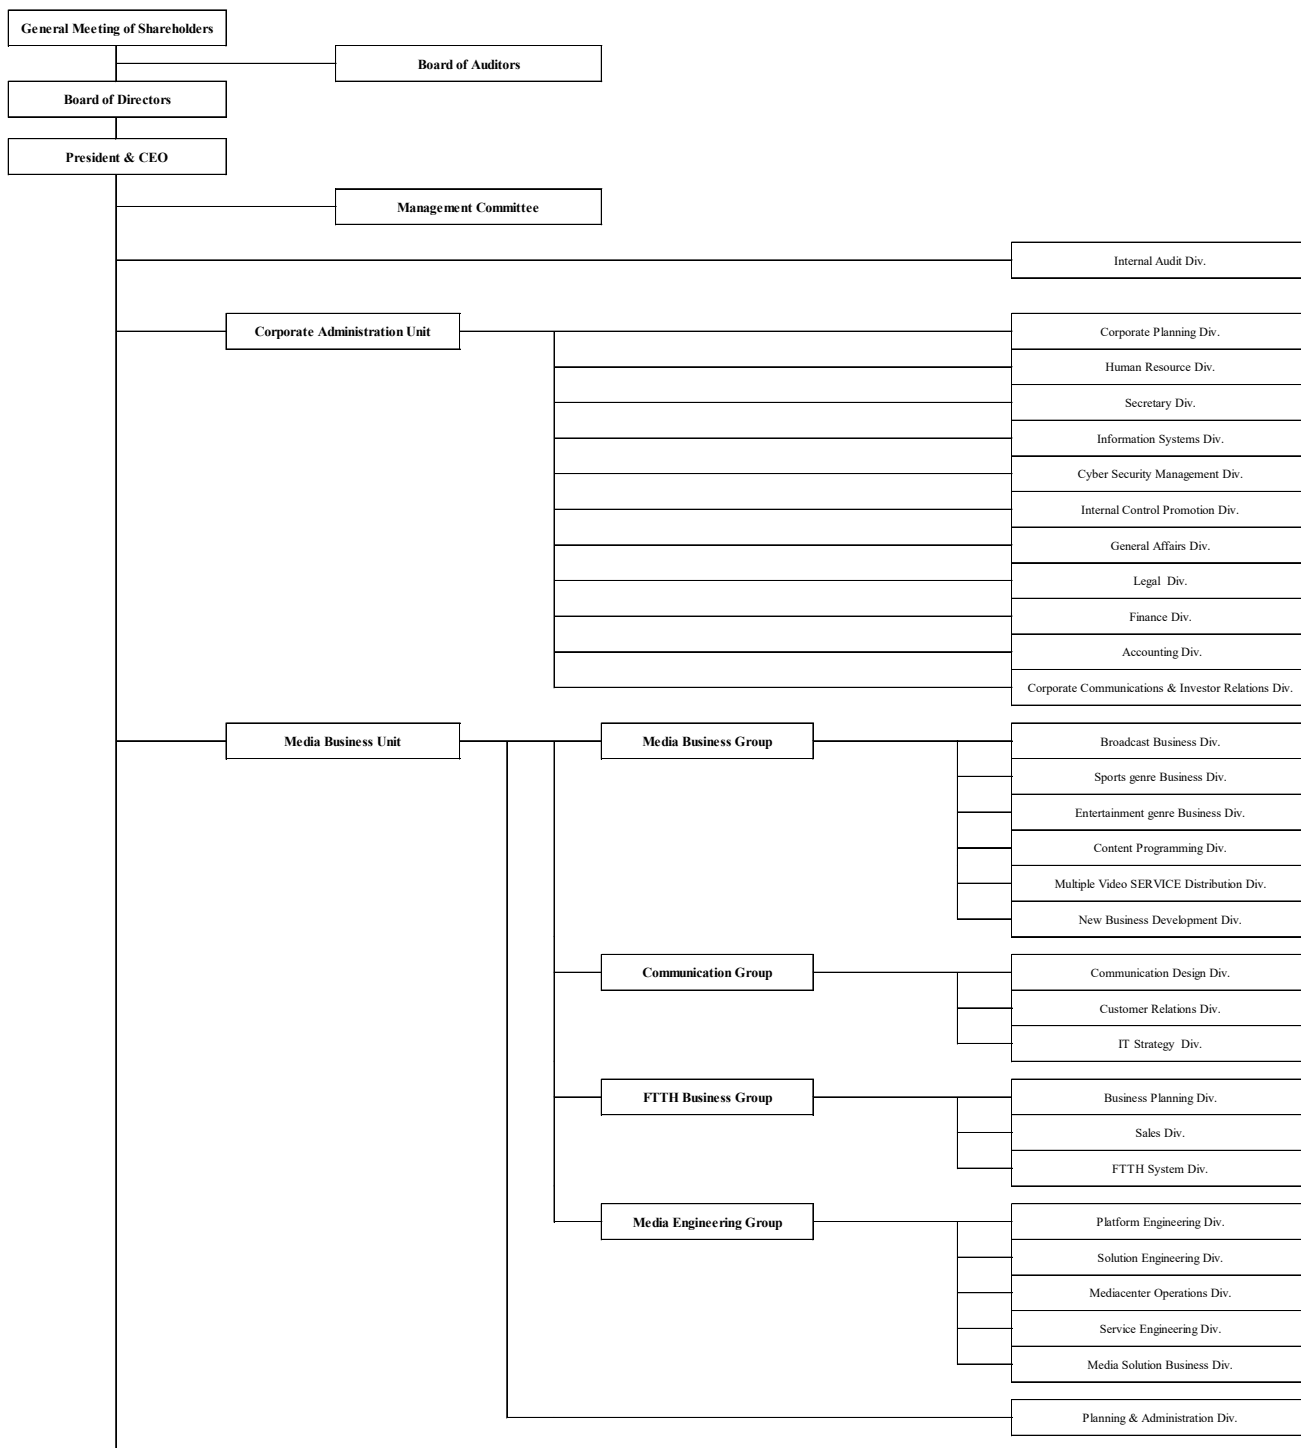 General Meeting of Shareholders
Board of Auditors
Board of Directors
President & CEO
Management Committee
Internal Audit Div.
Corporate Administration Unit
Corporate Planning Div.
Human Resource Div.
Secretary Div.
Information Systems Div.
Cyber Security Management Div.
Internal Control Promotion Div.
General Affairs Div.
Legal  Div.
Finance Div.
Accounting Div.
Corporate Communications & Investor Relations Div.
Media Business Unit
Media Business Group
Broadcast Business Div.
Sports genre Business Div.
Entertainment genre Business Div.
Content Programming Div.
Multiple Video SERVICE Distribution Div.
New Business Development Div.
Communication Group
Communication Design Div.
Customer Relations Div.
IT Strategy  Div.
FTTH Business Group
Business Planning Div.
Sales Div.
FTTH System Div.
Media Engineering Group
Platform Engineering Div.
Solution Engineering Div.
Mediacenter Operations Div.
Service Engineering Div.
Media Solution Business Div.
Planning & Administration Div.